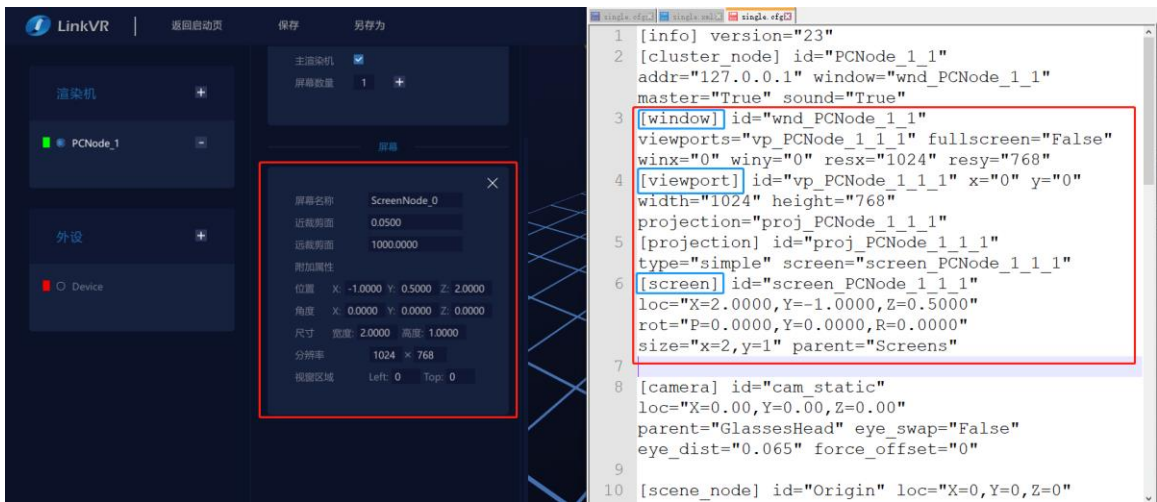 LinkVR
返回启动页
保存
另存为
渲染机
+
PCNode_1
-
外设
+
Device
主渲染机
屏幕数量 1 +
屏幕
×
屏幕名称 ScreenNode_0
近裁剪面 0.0500
远裁剪面 1000.0000
附加属性
位置 X: -1.0000 Y: 0.5000 Z: 2.0000
角度 X: 0.0000 Y: 0.0000 Z: 0.0000
尺寸 宽度: 2.0000 高度: 1.0000
分辨率 1024 × 768
视窗区域 Left: 0 Top: 0
single.cfg single.xml single.cfg
1 [info] version="23"
2 [cluster_node] id="PCNode_1_1"
addr="127.0.0.1" window="wnd_PCNode_1_1"
master="True" sound="True"
3 [window] id="wnd_PCNode_1_1"
viewports="vp_PCNode_1_1_1" fullscreen="False"
winx="0" winy="0" resx="1024" resy="768"
4 [viewport] id="vp_PCNode_1_1_1" x="0" y="0"
width="1024" height="768"
projection="proj_PCNode_1_1_1"
5 [projection] id="proj_PCNode_1_1_1"
type="simple" screen="screen_PCNode_1_1_1"
6 [screen] id="screen_PCNode_1_1_1"
loc="X=2.0000,Y=-1.0000,Z=0.5000"
rot="P=0.0000,Y=0.0000,R=0.0000"
size="x=2,y=1" parent="Screens"
7
8 [camera] id="cam_static"
loc="X=0.00,Y=0.00,Z=0.00"
parent="GlassesHead" eye_swap="False"
eye_dist="0.065" force_offset="0"
9
10 [scene_node] id="Origin" loc="X=0,Y=0,Z=0"